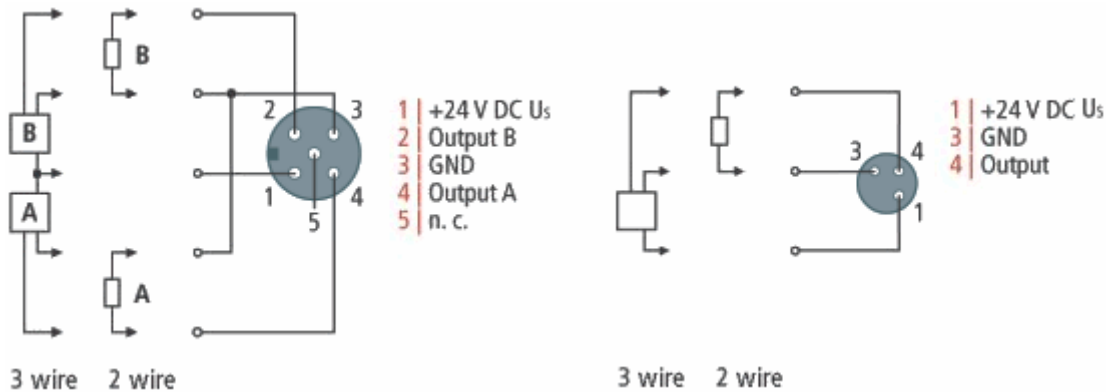 B
2
3
B
A
1
4
5
A
1 | +24 V DC Us
2 | Output B
3 | GND
4 | Output A
5 | n. c.
3 wire 2 wire
3
4
1
1 | +24 V DC Us
3 | GND
4 | Output
3 wire 2 wire